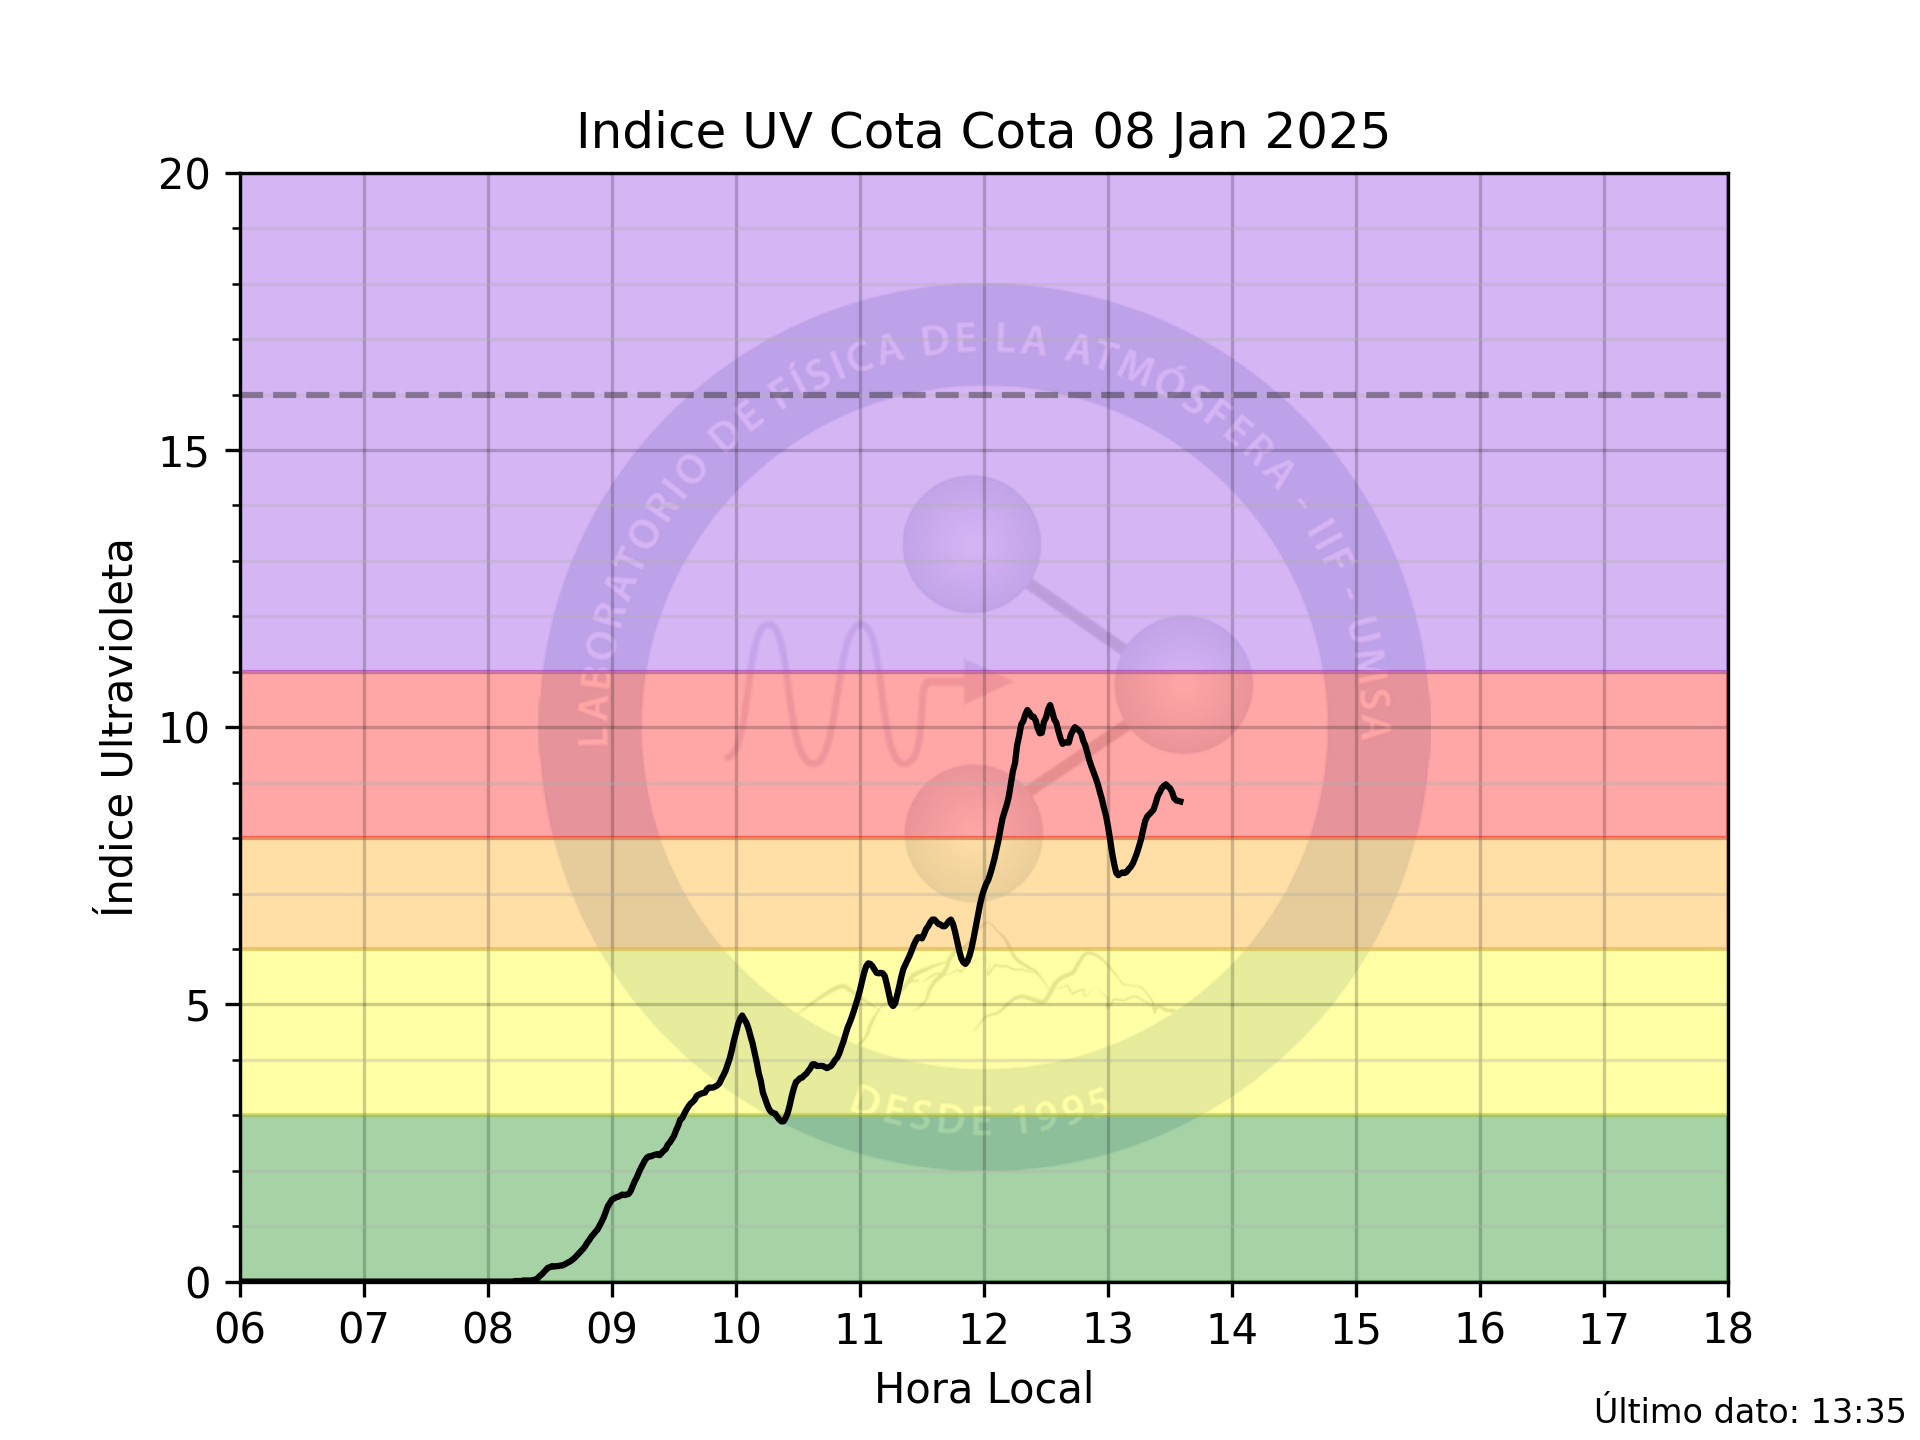 Indice UV Cota Cota 08 Jan 2025
20
15
10
5
0
Índice Ultravioleta
LABORATORIO DE FÍSICA DE LA ATMÓSFERA - IIF - UMSA
DESDE 1995
06 07 08 09 10 11 12 13 14 15 16 17 18
Hora Local
Último dato: 13:35